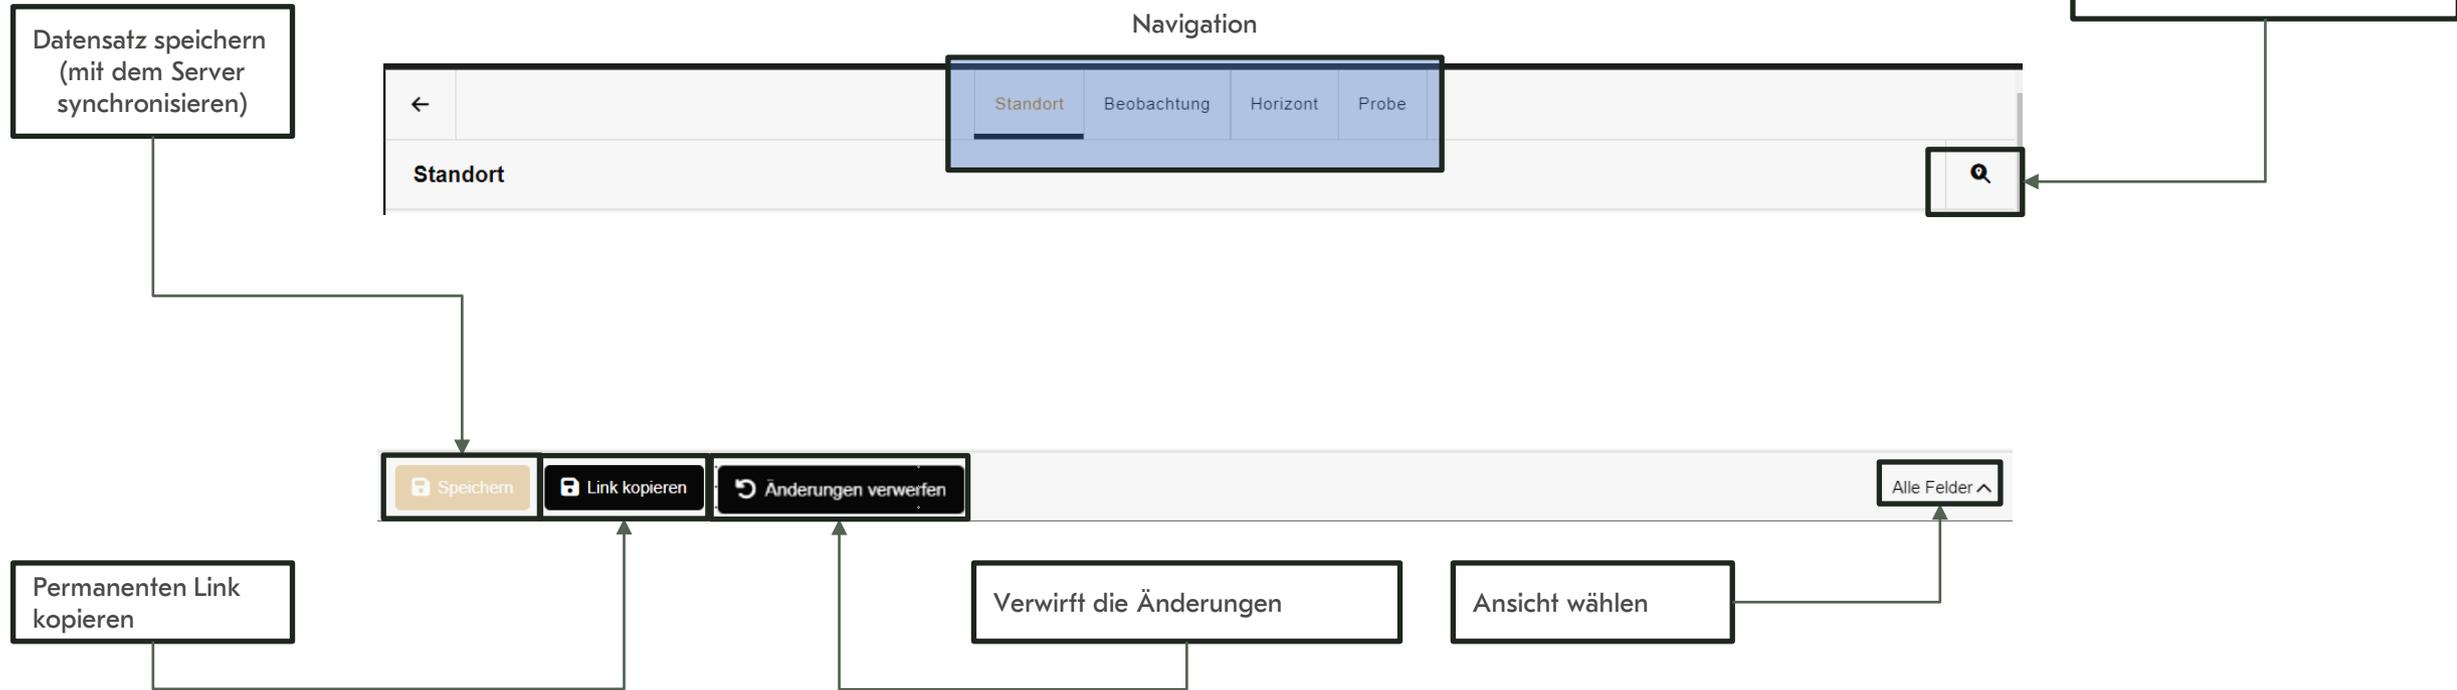 Navigation
Datensatz speichern
(mit dem Server
synchronisieren)
Standort
Beobachtung
Horizont
Probe
Standort
Speichern
Link kopieren
Änderungen verwerfen
Alle Felder
Permanenten Link
kopieren
Verwirft die Änderungen
Ansicht wählen